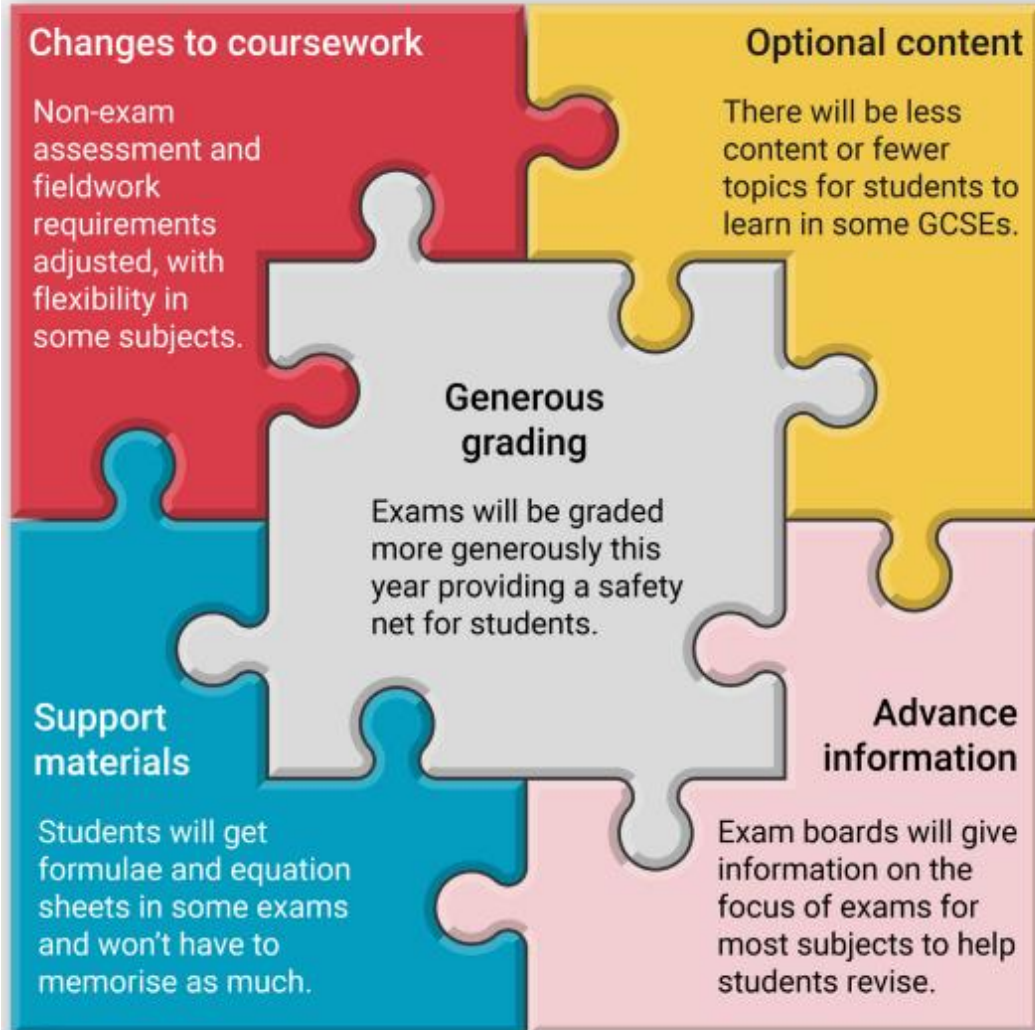 Changes to coursework
Non-exam
assessment and
fieldwork
requirements
adjusted, with
flexibility in
some subjects.
Optional content
There will be less
content or fewer
topics for students to
learn in some GCSEs.
Generous
grading
Exams will be graded
more generously this
year providing a safety
net for students.
Support
materials
Students will get
formulae and equation
sheets in some exams
and won't have to
memorise as much.
Advance
information
Exam boards will give
information on the
focus of exams for
most subjects to help
students revise.